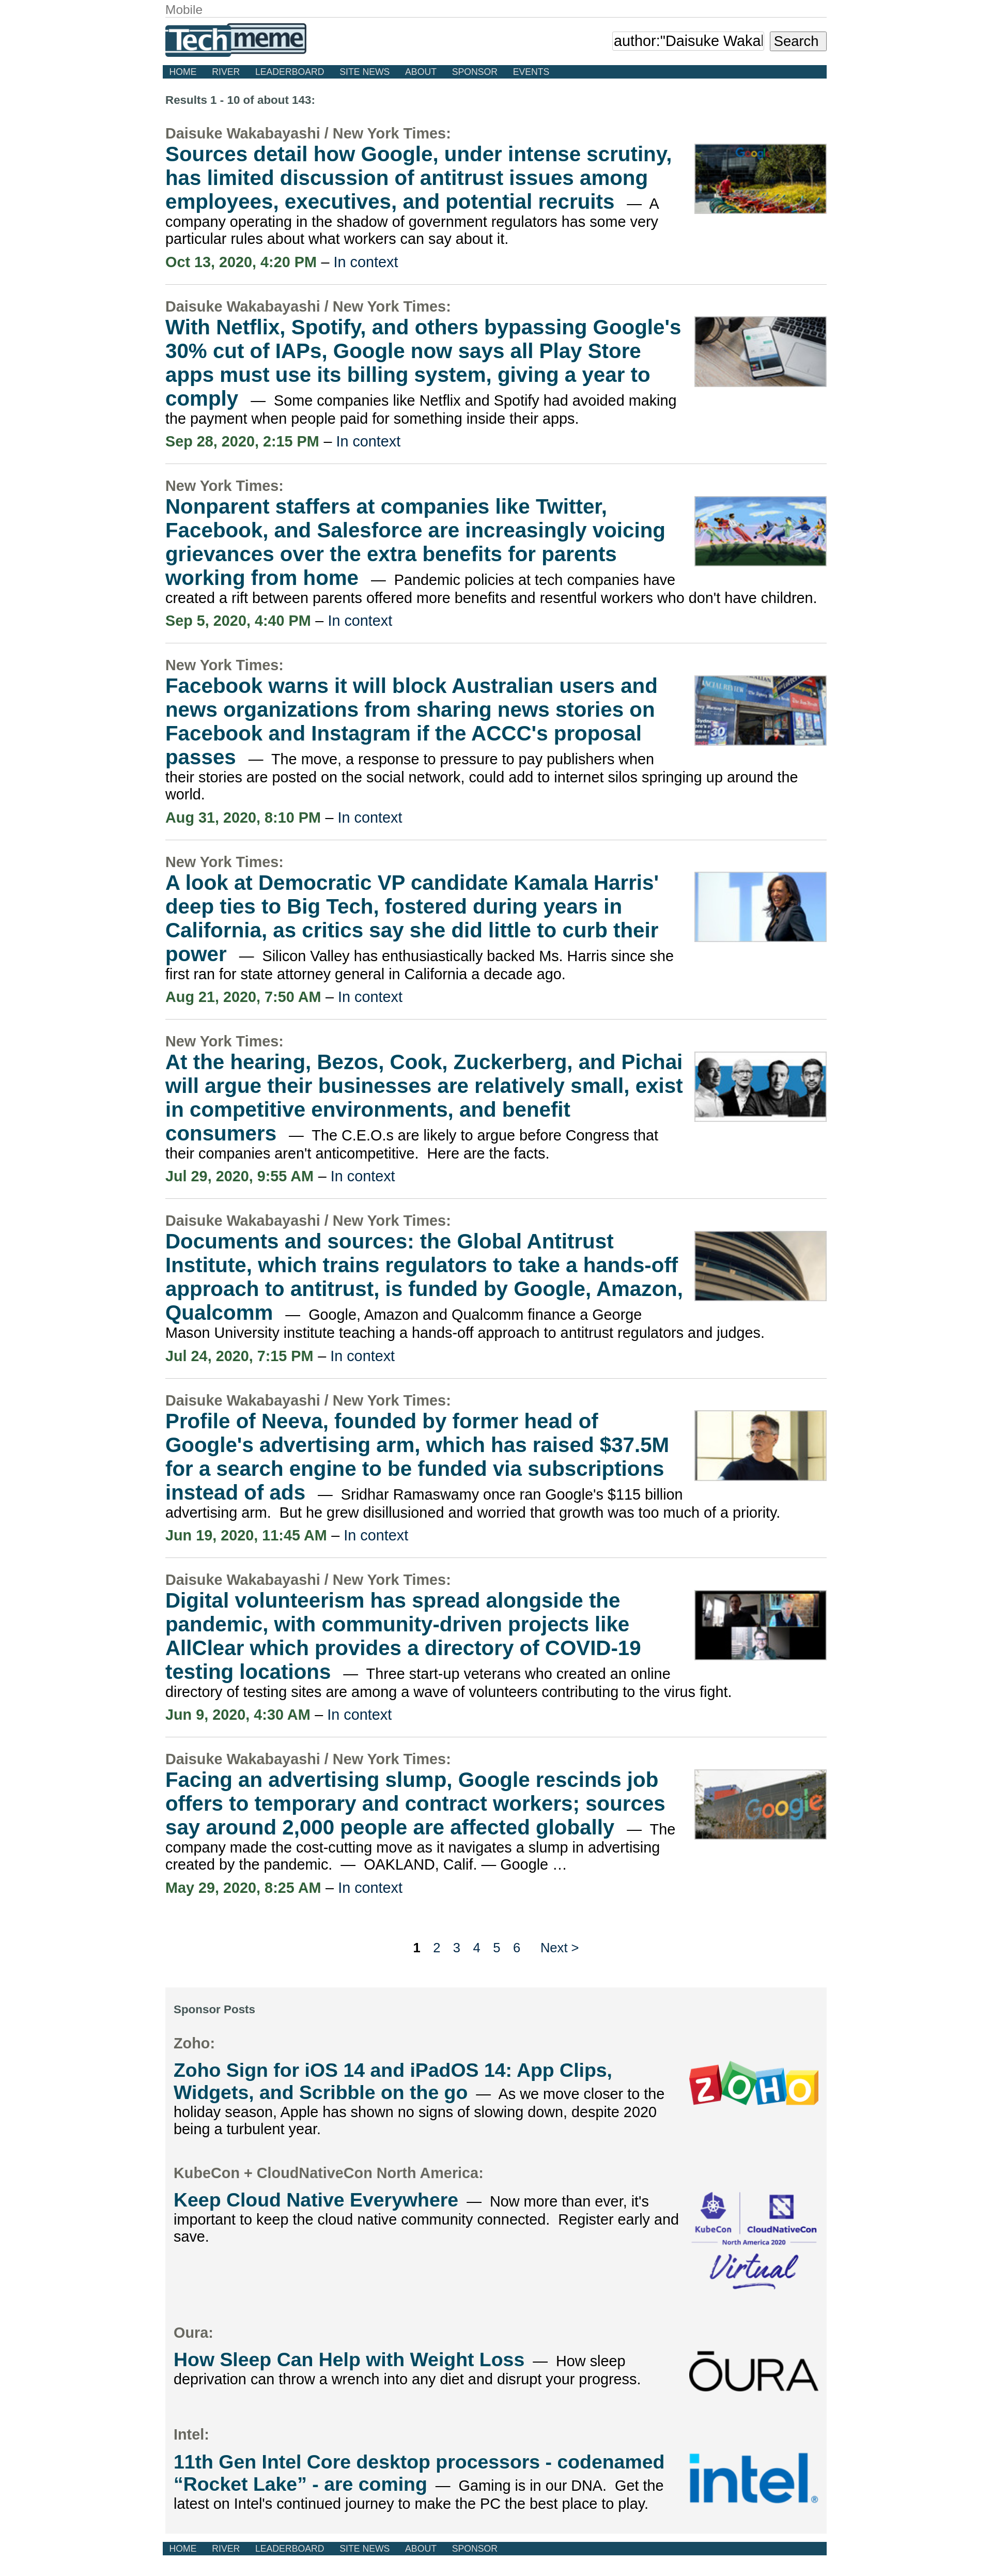 Mobile
Techmeme
author:"Daisuke Wakal
Search
HOME RIVER LEADERBOARD SITE NEWS ABOUT SPONSOR EVENTS
Results 1 - 10 of about 143:
Daisuke Wakabayashi / New York Times:
Sources detail how Google, under intense scrutiny,
has limited discussion of antitrust issues among
employees, executives, and potential recruits — A
company operating in the shadow of government regulators has some very
particular rules about what workers can say about it.
Oct 13, 2020, 4:20 PM – In context
Daisuke Wakabayashi / New York Times:
With Netflix, Spotify, and others bypassing Google's
30% cut of IAPs, Google now says all Play Store
apps must use its billing system, giving a year to
comply — Some companies like Netflix and Spotify had avoided making
the payment when people paid for something inside their apps.
Sep 28, 2020, 2:15 PM – In context
New York Times:
Nonparent staffers at companies like Twitter,
Facebook, and Salesforce are increasingly voicing
grievances over the extra benefits for parents
working from home — Pandemic policies at tech companies have
created a rift between parents offered more benefits and resentful workers who don't have children.
Sep 5, 2020, 4:40 PM – In context
New York Times:
Facebook warns it will block Australian users and
news organizations from sharing news stories on
Facebook and Instagram if the ACCC's proposal
passes — The move, a response to pressure to pay publishers when
their stories are posted on the social network, could add to internet silos springing up around the
world.
Aug 31, 2020, 8:10 PM – In context
New York Times:
A look at Democratic VP candidate Kamala Harris'
deep ties to Big Tech, fostered during years in
California, as critics say she did little to curb their
power — Silicon Valley has enthusiastically backed Ms. Harris since she
first ran for state attorney general in California a decade ago.
Aug 21, 2020, 7:50 AM – In context
New York Times:
At the hearing, Bezos, Cook, Zuckerberg, and Pichai
will argue their businesses are relatively small, exist
in competitive environments, and benefit
consumers — The C.E.O.s are likely to argue before Congress that
their companies aren't anticompetitive. Here are the facts.
Jul 29, 2020, 9:55 AM – In context
Daisuke Wakabayashi / New York Times:
Documents and sources: the Global Antitrust
Institute, which trains regulators to take a hands-off
approach to antitrust, is funded by Google, Amazon,
Qualcomm — Google, Amazon and Qualcomm finance a George
Mason University institute teaching a hands-off approach to antitrust regulators and judges.
Jul 24, 2020, 7:15 PM – In context
Daisuke Wakabayashi / New York Times:
Profile of Neeva, founded by former head of
Google's advertising arm, which has raised $37.5M
for a search engine to be funded via subscriptions
instead of ads — Sridhar Ramaswamy once ran Google's $115 billion
advertising arm. But he grew disillusioned and worried that growth was too much of a priority.
Jun 19, 2020, 11:45 AM – In context
Daisuke Wakabayashi / New York Times:
Digital volunteerism has spread alongside the
pandemic, with community-driven projects like
AllClear which provides a directory of COVID-19
testing locations — Three start-up veterans who created an online
directory of testing sites are among a wave of volunteers contributing to the virus fight.
Jun 9, 2020, 4:30 AM – In context
Daisuke Wakabayashi / New York Times:
Facing an advertising slump, Google rescinds job
offers to temporary and contract workers; sources
say around 2,000 people are affected globally — The
company made the cost-cutting move as it navigates a slump in advertising
created by the pandemic. — OAKLAND, Calif. — Google …
Google
May 29, 2020, 8:25 AM – In context
1 2 3 4 5 6 Next >
Sponsor Posts
Zoho:
Zoho Sign for iOS 14 and iPadOS 14: App Clips,
Widgets, and Scribble on the go — As we move closer to the
holiday season, Apple has shown no signs of slowing down, despite 2020
being a turbulent year.
ZOHO
KubeCon + CloudNativeCon North America:
Keep Cloud Native Everywhere — Now more than ever, it's
important to keep the cloud native community connected. Register early and
save.
KubeCon CloudNativeCon
North America 2020
Virtual
Oura:
How Sleep Can Help with Weight Loss — How sleep
deprivation can throw a wrench into any diet and disrupt your progress.
ŌURA
Intel:
11th Gen Intel Core desktop processors - codenamed
“Rocket Lake” - are coming — Gaming is in our DNA. Get the
latest on Intel's continued journey to make the PC the best place to play.
intel®
HOME RIVER LEADERBOARD SITE NEWS ABOUT SPONSOR